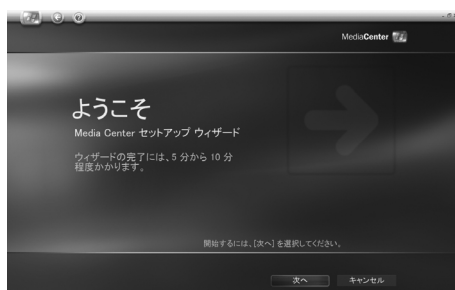 MediaCenter
ようこそ
Media Center セットアップ ウィザード
ウィザードの完了には、5 分から 10 分
程度かかります。
開始するには、[次へ] を選択してください。
次へ
キャンセル